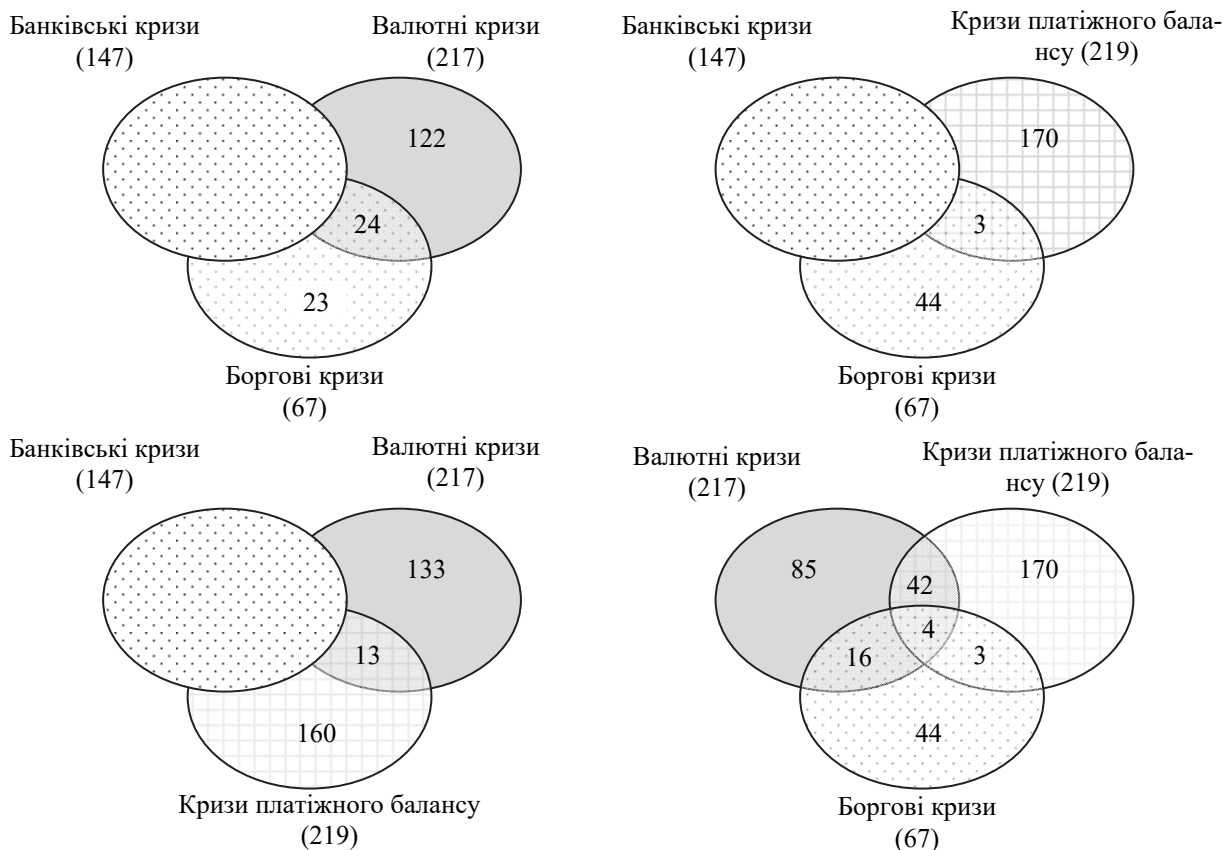 Банківські кризи
(147)
Валютні кризи
(217)
122
24
23
Боргові кризи
(67)
Банківські кризи
(147)
Кризи платіжного бала-
нсу (219)
170
3
44
Боргові кризи
(67)
Банківські кризи
(147)
Валютні кризи
(217)
133
13
160
Кризи платіжного балансу
(219)
Валютні кризи
(217)
Кризи платіжного бала-
нсу (219)
85
42
170
4
16
3
44
Боргові кризи
(67)